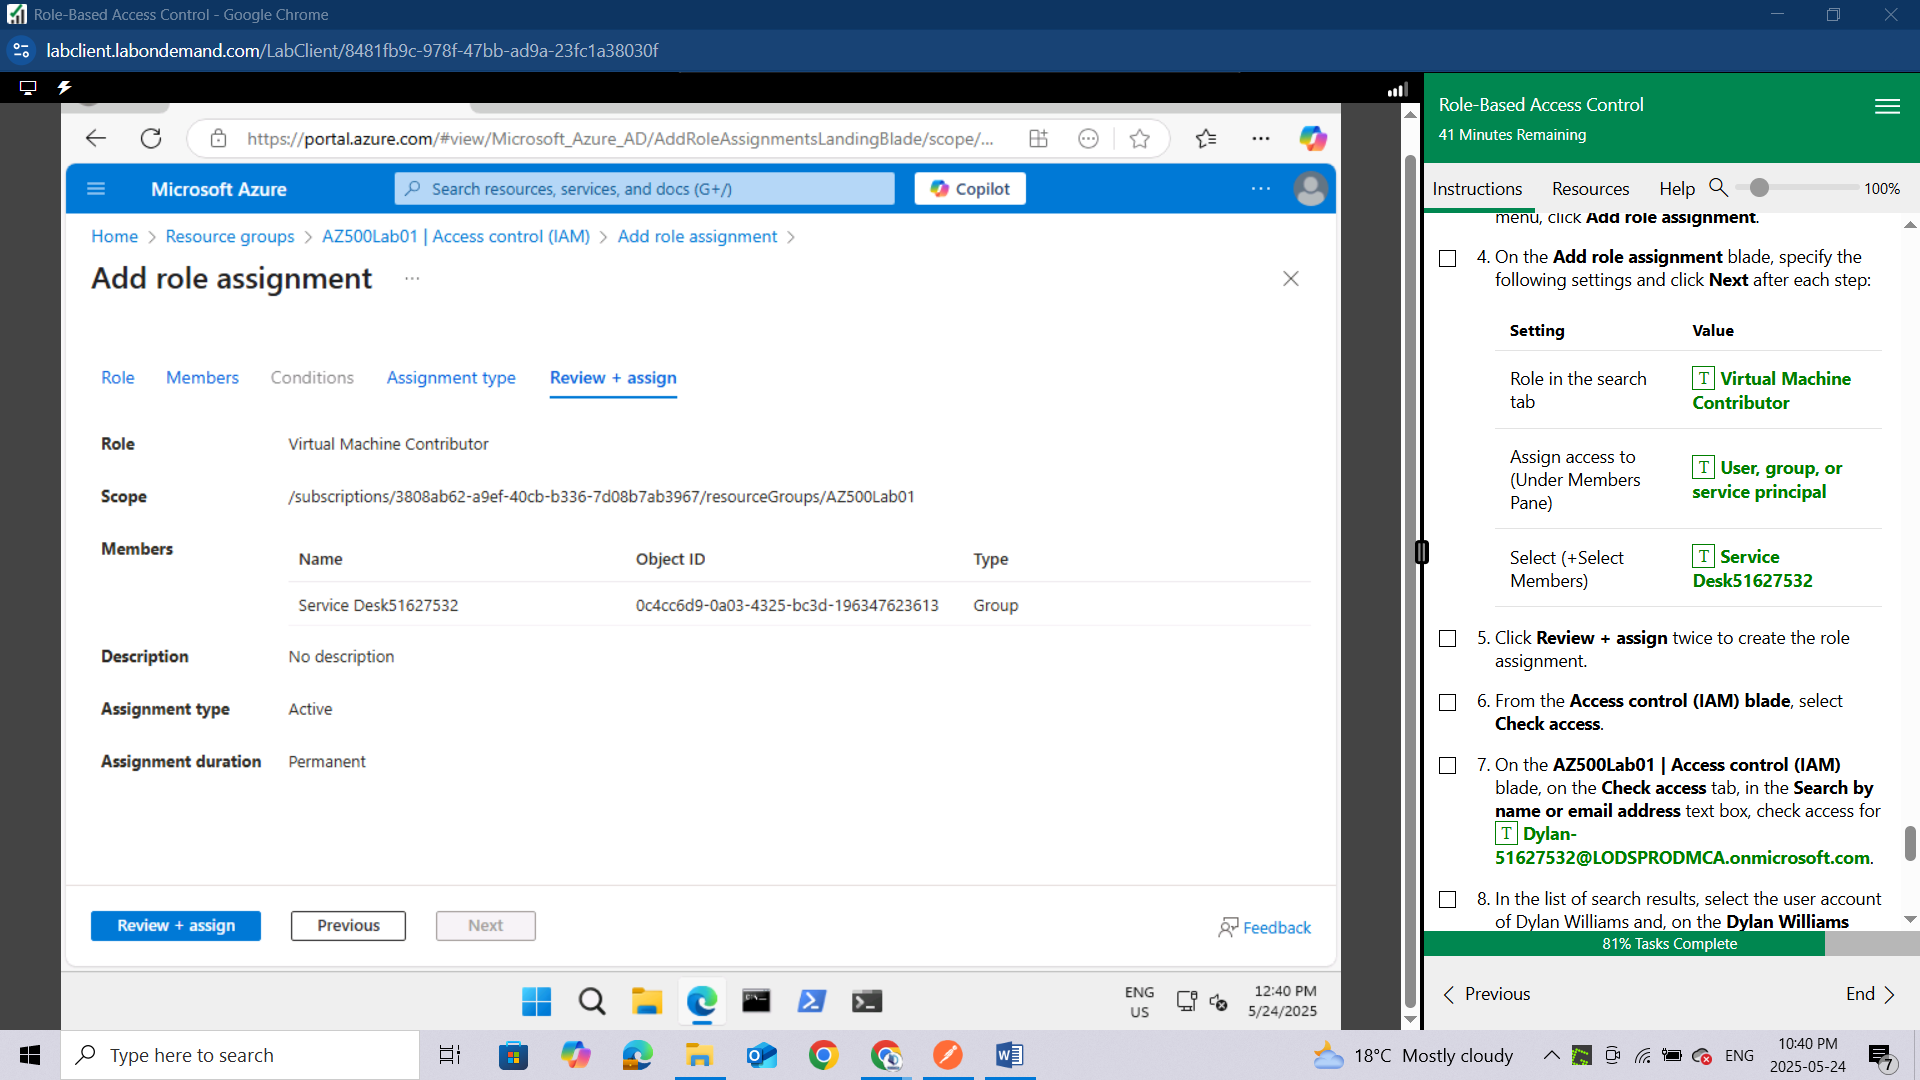 Role-Based Access Control - Google Chrome
labclient.labondemand.com/LabClient/8481fb9c-978f-47bb-ad9a-23fc1a38030f
https://portal.azure.com/#view/Microsoft_Azure_AD/AddRoleAssignmentsLandingBlade/scope/...
Microsoft Azure
Search resources, services, and docs (G+/)
Copilot
Home > Resource groups > AZ500Lab01 | Access control (IAM) > Add role assignment >
Add role assignment ...
Role Members Conditions Assignment type Review + assign
Role Virtual Machine Contributor
Scope /subscriptions/3808ab62-a9ef-40cb-b336-7d08b7ab3967/resourceGroups/AZ500Lab01
Members
Name Object ID Type
Service Desk51627532 0c4cc6d9-0a03-4325-bc3d-196347623613 Group
Description No description
Assignment type Active
Assignment duration Permanent
Review + assign Previous Next Feedback
ENG
US
12:40 PM
5/24/2025
Role-Based Access Control
41 Minutes Remaining
Instructions Resources Help 100%
menu, click Add role assignment.
4. On the Add role assignment blade, specify the
following settings and click Next after each step:
Setting Value
Role in the search
tab
T Virtual Machine
Contributor
Assign access to
(Under Members
Pane)
T User, group, or
service principal
Select (+Select
Members)
T Service
Desk51627532
5. Click Review + assign twice to create the role
assignment.
6. From the Access control (IAM) blade, select
Check access.
7. On the AZ500Lab01 | Access control (IAM)
blade, on the Check access tab, in the Search by
name or email address text box, check access for
T Dylan-
51627532@LODSPRODMCA.onmicrosoft.com.
8. In the list of search results, select the user account
of Dylan Williams and, on the Dylan Williams
81% Tasks Complete
< Previous End >
Type here to search
18°C Mostly cloudy
ENG
10:40 PM
2025-05-24
7